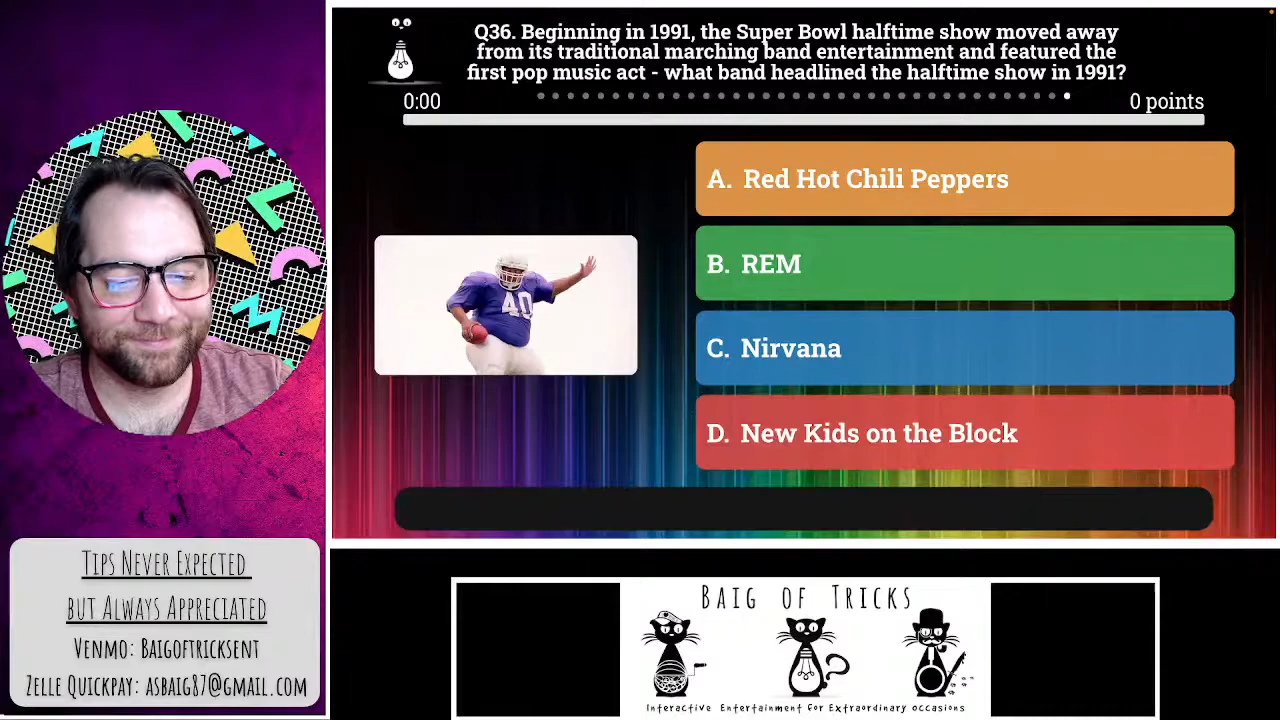 Q36. Beginning in 1991, the Super Bowl halftime show moved away
from its traditional marching band entertainment and featured the
first pop music act - what band headlined the halftime show in 1991?
0:00
0 points
A. Red Hot Chili Peppers
B. REM
C. Nirvana
D. New Kids on the Block
40
Tips Never Expected
but Always Appreciated
Venmo: Baigoftricksent
Zelle Quickpay: asbaig87@gmail.com
Baig of Tricks
Interactive Entertainment for Extraordinary Occasions